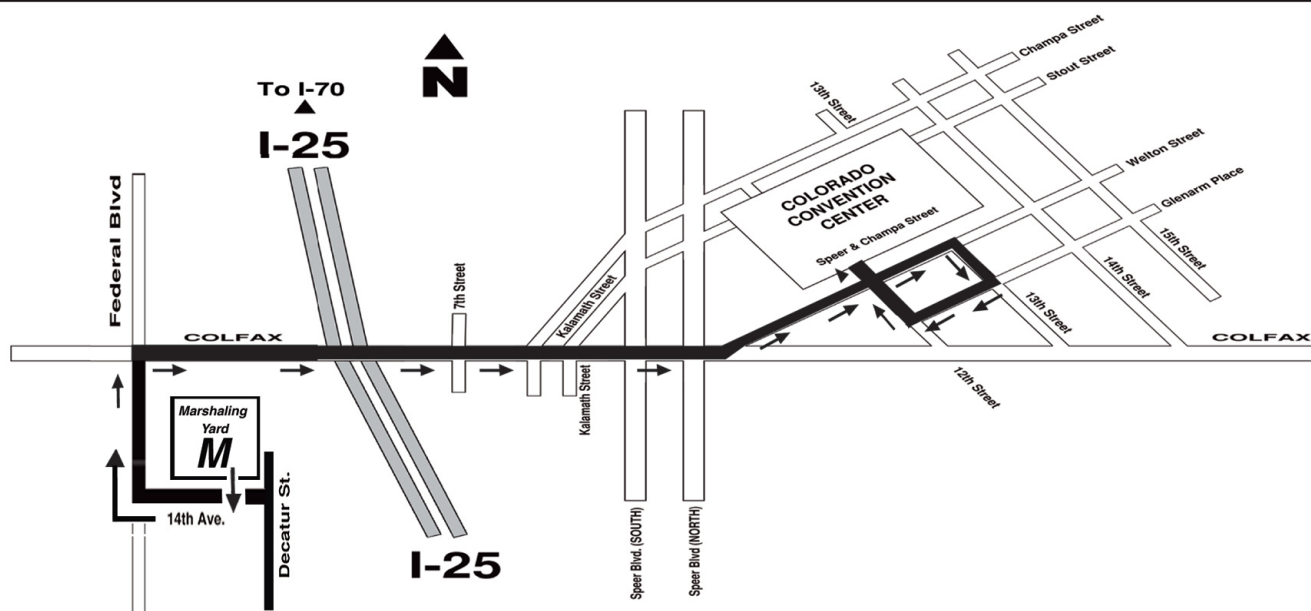 Champa Street
Stout Street
13th Street
Welton Street
Glenarm Place
15th Street
14th Street
13th Street
12th Street
COLFAX
COLORADO
CONVENTION
CENTER
Speer & Champa Street
N
To I-70
I-25
Federal Blvd
COLFAX
7th Street
Kalamath Street
Kalamath Street
Speer Blvd. (SOUTH)
Speer Blvd (NORTH)
Marshaling
Yard
M
14th Ave.
Decatur St.
I-25